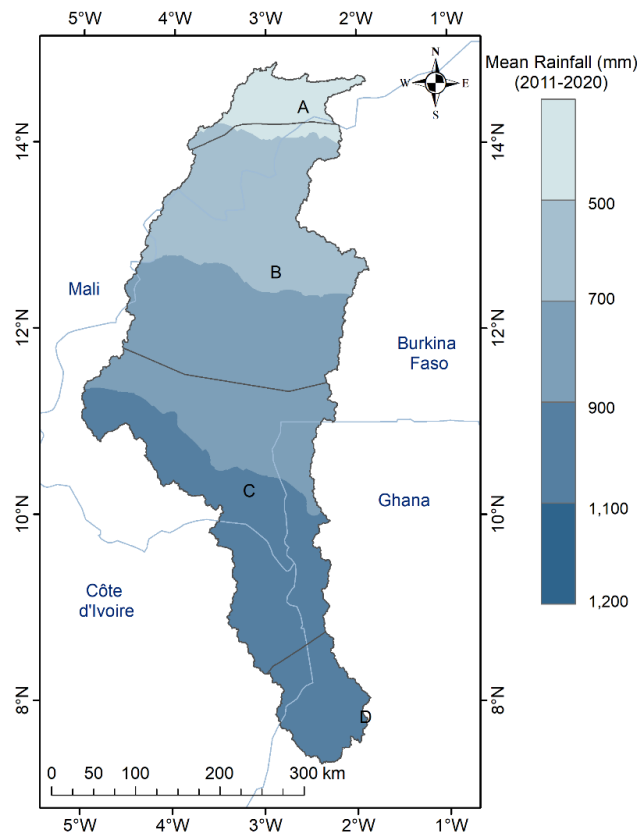 5°W 4°W 3°W 2°W 1°W
N
W E
S
Mean Rainfall (mm)
(2011-2020)
A
14°N 14°N
500
B
700
Mali
12°N 12°N
Burkina
Faso
900
C
Ghana
10°N 10°N
1,100
Côte
d'Ivoire
1,200
8°N 8°N
D
0 50 100 200 300 km
5°W 4°W 3°W 2°W 1°W